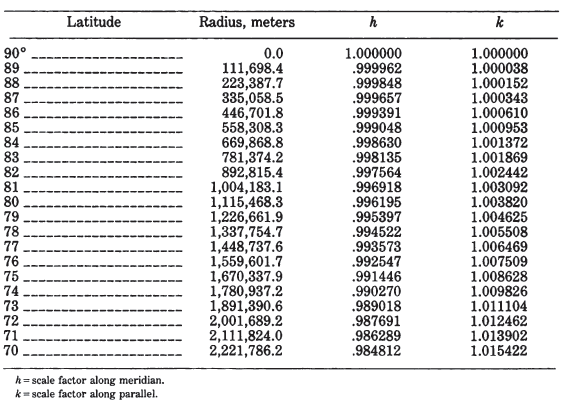 Latitude Radius, meters h k
90° 0.0 1.000000 1.000000
89 111,698.4 .999962 1.000038
88 223,387.7 .999848 1.000152
87 335,058.5 .999657 1.000343
86 446,701.8 .999391 1.000610
85 558,308.3 .999048 1.000953
84 669,868.8 .998630 1.001372
83 781,374.2 .998135 1.001869
82 892,815.4 .997564 1.002442
81 1,004,183.1 .996918 1.003092
80 1,115,468.3 .996195 1.003820
79 1,226,661.9 .995397 1.004625
78 1,337,754.7 .994522 1.005508
77 1,448,737.6 .993573 1.006469
76 1,559,601.7 .992547 1.007509
75 1,670,337.9 .991446 1.008628
74 1,780,937.2 .990270 1.009826
73 1,891,390.6 .989018 1.011104
72 2,001,689.2 .987691 1.012462
71 2,111,824.0 .986289 1.013902
70 2,221,786.2 .984812 1.015422
h = scale factor along meridian.
k = scale factor along parallel.